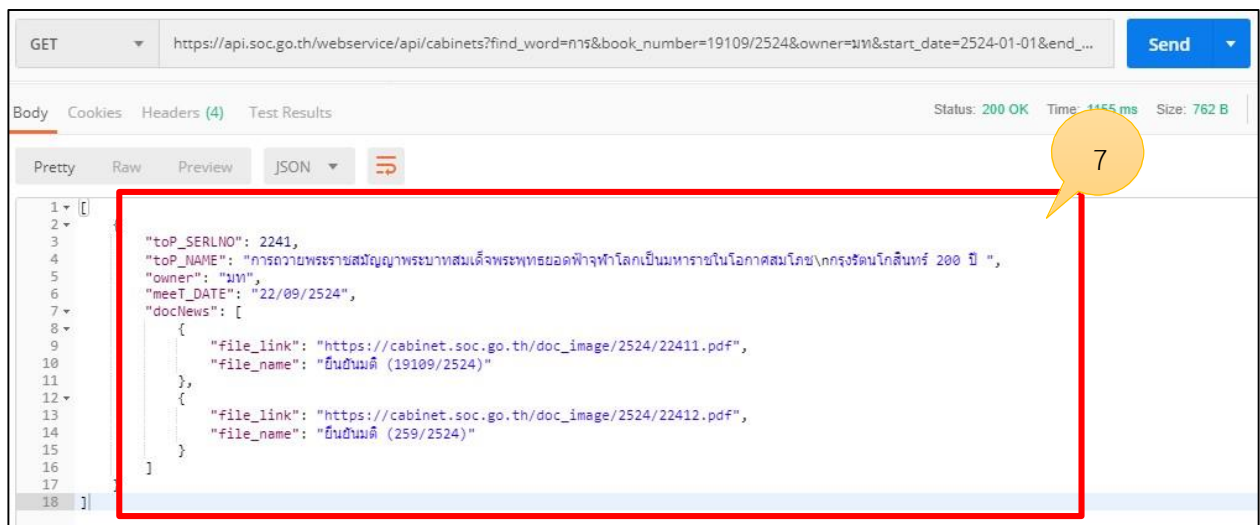 GET https://api.soc.go.th/webservice/api/cabinets?find_word=การ&book_number=19109/2524&owner=มท&start_date=2524-01-01&end_... Send
Body Cookies Headers (4) Test Results Status: 200 OK Time: 1155 ms Size: 762 B
7
Pretty Raw Preview JSON
1 [
2 {
3 "toP_SERLNO": 2241,
4 "toP_NAME": "การถวายพระราชสมัญญาพระบาทสมเด็จพระพุทธยอดฟ้าจุฬาโลกเป็นมหาราชในโอกาสสมโภช\nกรุงรัตนโกสินทร์ 200 ปี ",
5 "owner": "มท",
6 "meeT_DATE": "22/09/2524",
7 "docNews": [
8 {
9 "file_link": "https://cabinet.soc.go.th/doc_image/2524/22411.pdf",
10 "file_name": "ยืนยันมติ (19109/2524)"
11 },
12 {
13 "file_link": "https://cabinet.soc.go.th/doc_image/2524/22412.pdf",
14 "file_name": "ยืนยันมติ (259/2524)"
15 }
16 ]
17 }
18 ]